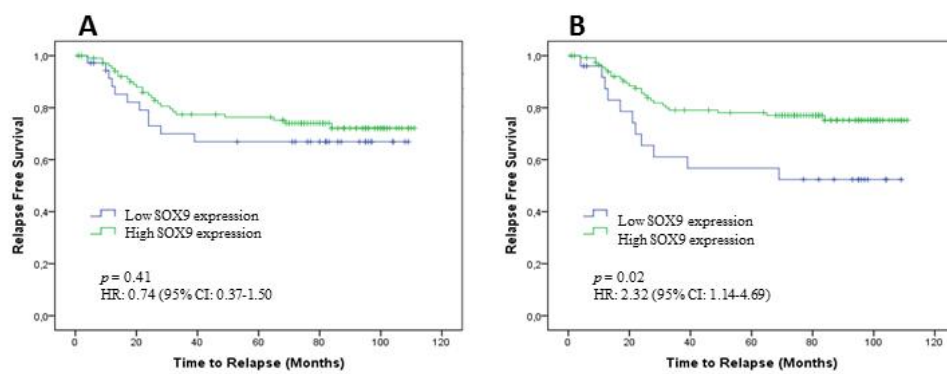 A
Relapse Free Survival
1,0
0,8
0,6
0,4
0,2
0,0
Low SOX9 expression
High SOX9 expression
p = 0.41
HR: 0.74 (95% CI: 0.37-1.50
0
20
40
60
80
100
120
Time to Relapse (Months)
B
Relapse Free Survival
1,0
0,8
0,6
0,4
0,2
0,0
Low SOX9 expression
High SOX9 expression
p = 0.02
HR: 2.32 (95% CI: 1.14-4.69)
0
20
40
60
80
100
120
Time to Relapse (Months)